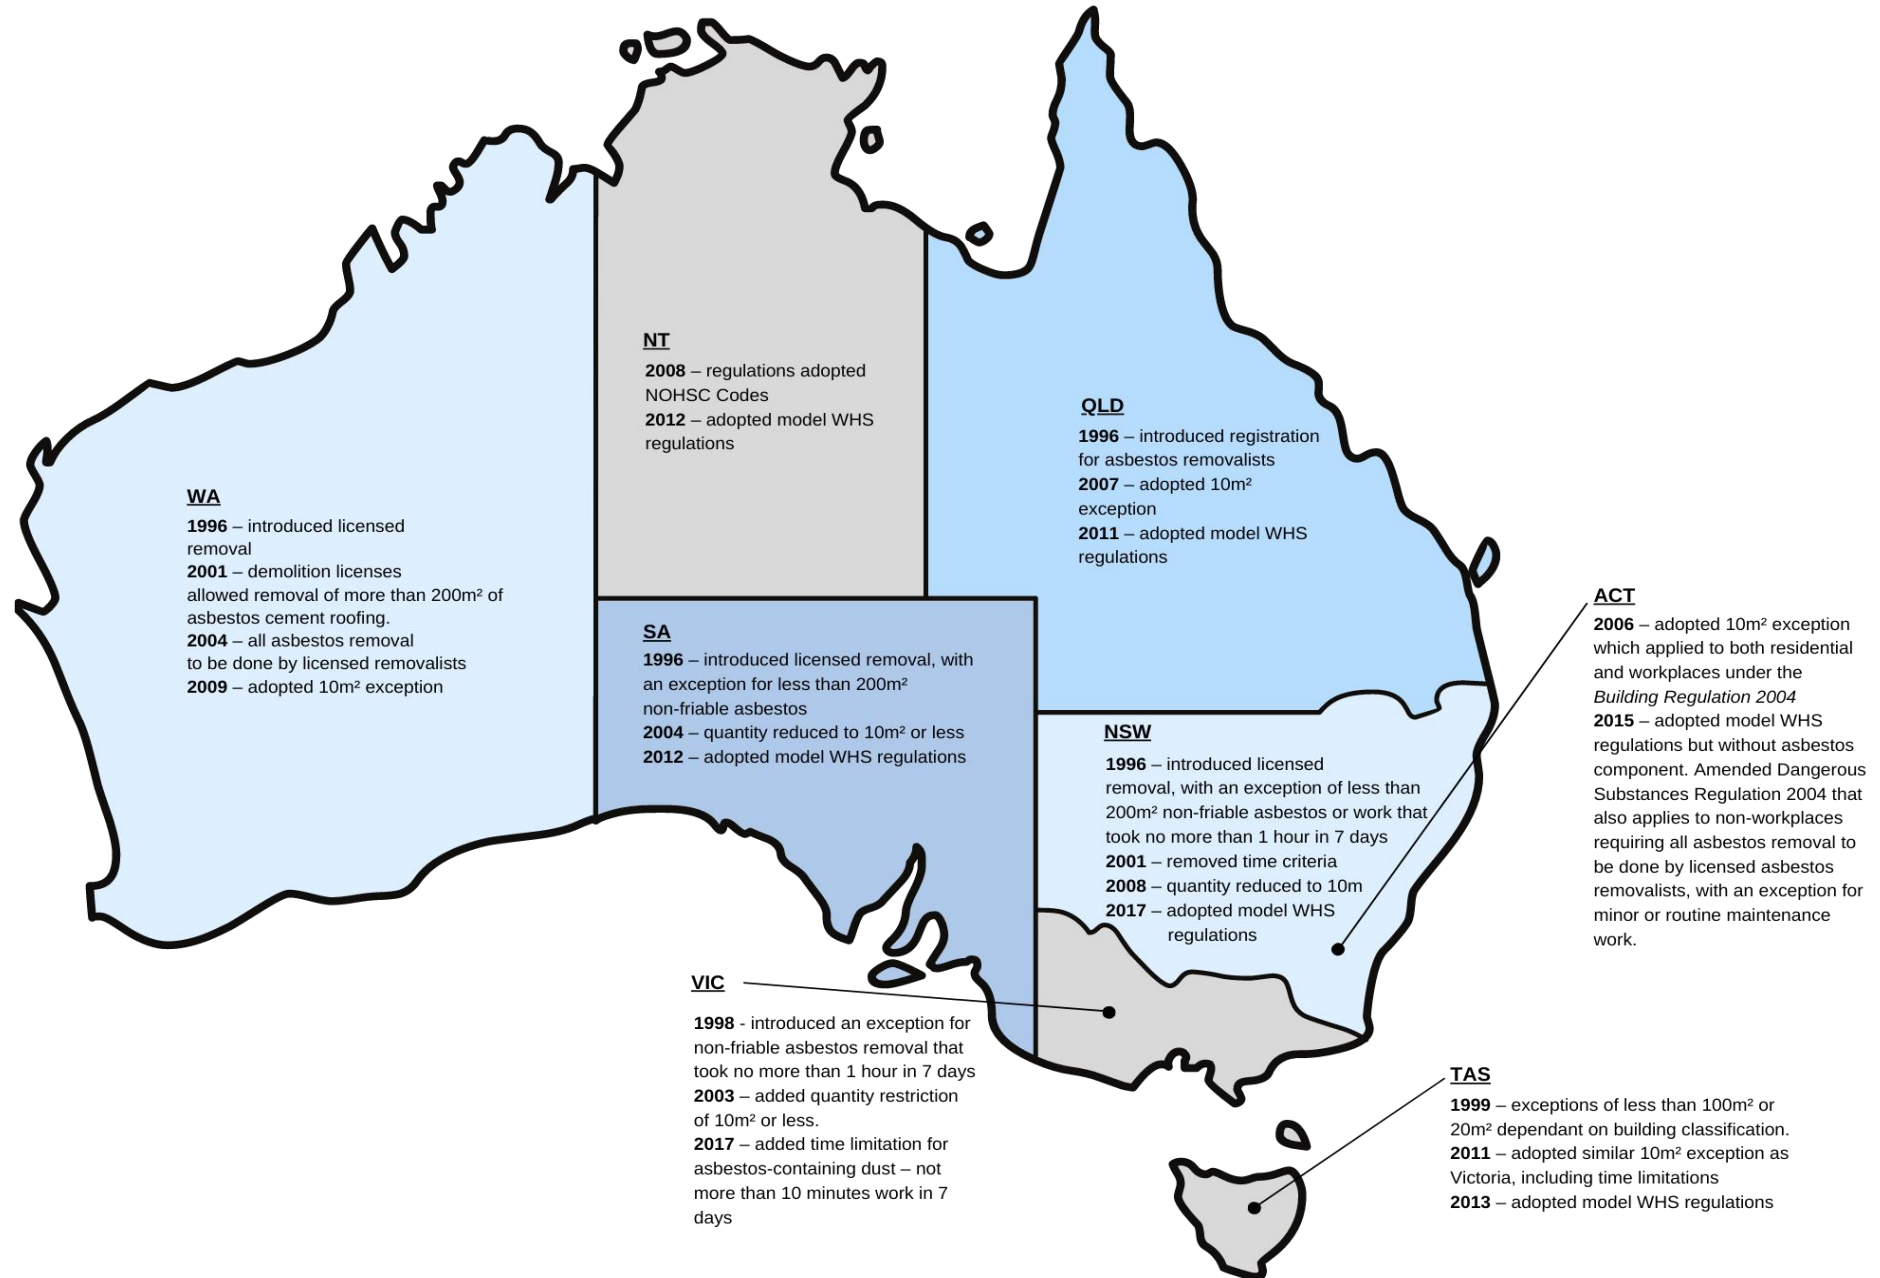 NT
2008 – regulations adopted
NOHSC Codes
2012 – adopted model WHS
regulations
QLD
1996 – introduced registration
for asbestos removalists
2007 – adopted 10m²
exception
2011 – adopted model WHS
regulations
WA
1996 – introduced licensed
removal
2001 – demolition licenses
allowed removal of more than 200m² of
asbestos cement roofing.
2004 – all asbestos removal
to be done by licensed removalists
2009 – adopted 10m² exception
SA
1996 – introduced licensed removal, with
an exception for less than 200m²
non-friable asbestos
2004 – quantity reduced to 10m² or less
2012 – adopted model WHS regulations
ACT
2006 – adopted 10m² exception
which applied to both residential
and workplaces under the
Building Regulation 2004
2015 – adopted model WHS
regulations but without asbestos
component. Amended Dangerous
Substances Regulation 2004 that
also applies to non-workplaces
requiring all asbestos removal to
be done by licensed asbestos
removalists, with an exception for
minor or routine maintenance
work.
NSW
1996 – introduced licensed
removal, with an exception of less than
200m² non-friable asbestos or work that
took no more than 1 hour in 7 days
2001 – removed time criteria
2008 – quantity reduced to 10m
2017 – adopted model WHS
regulations
VIC
1998 - introduced an exception for
non-friable asbestos removal that
took no more than 1 hour in 7 days
2003 – added quantity restriction
of 10m² or less.
2017 – added time limitation for
asbestos-containing dust – not
more than 10 minutes work in 7
days
TAS
1999 – exceptions of less than 100m² or
20m² dependant on building classification.
2011 – adopted similar 10m² exception as
Victoria, including time limitations
2013 – adopted model WHS regulations